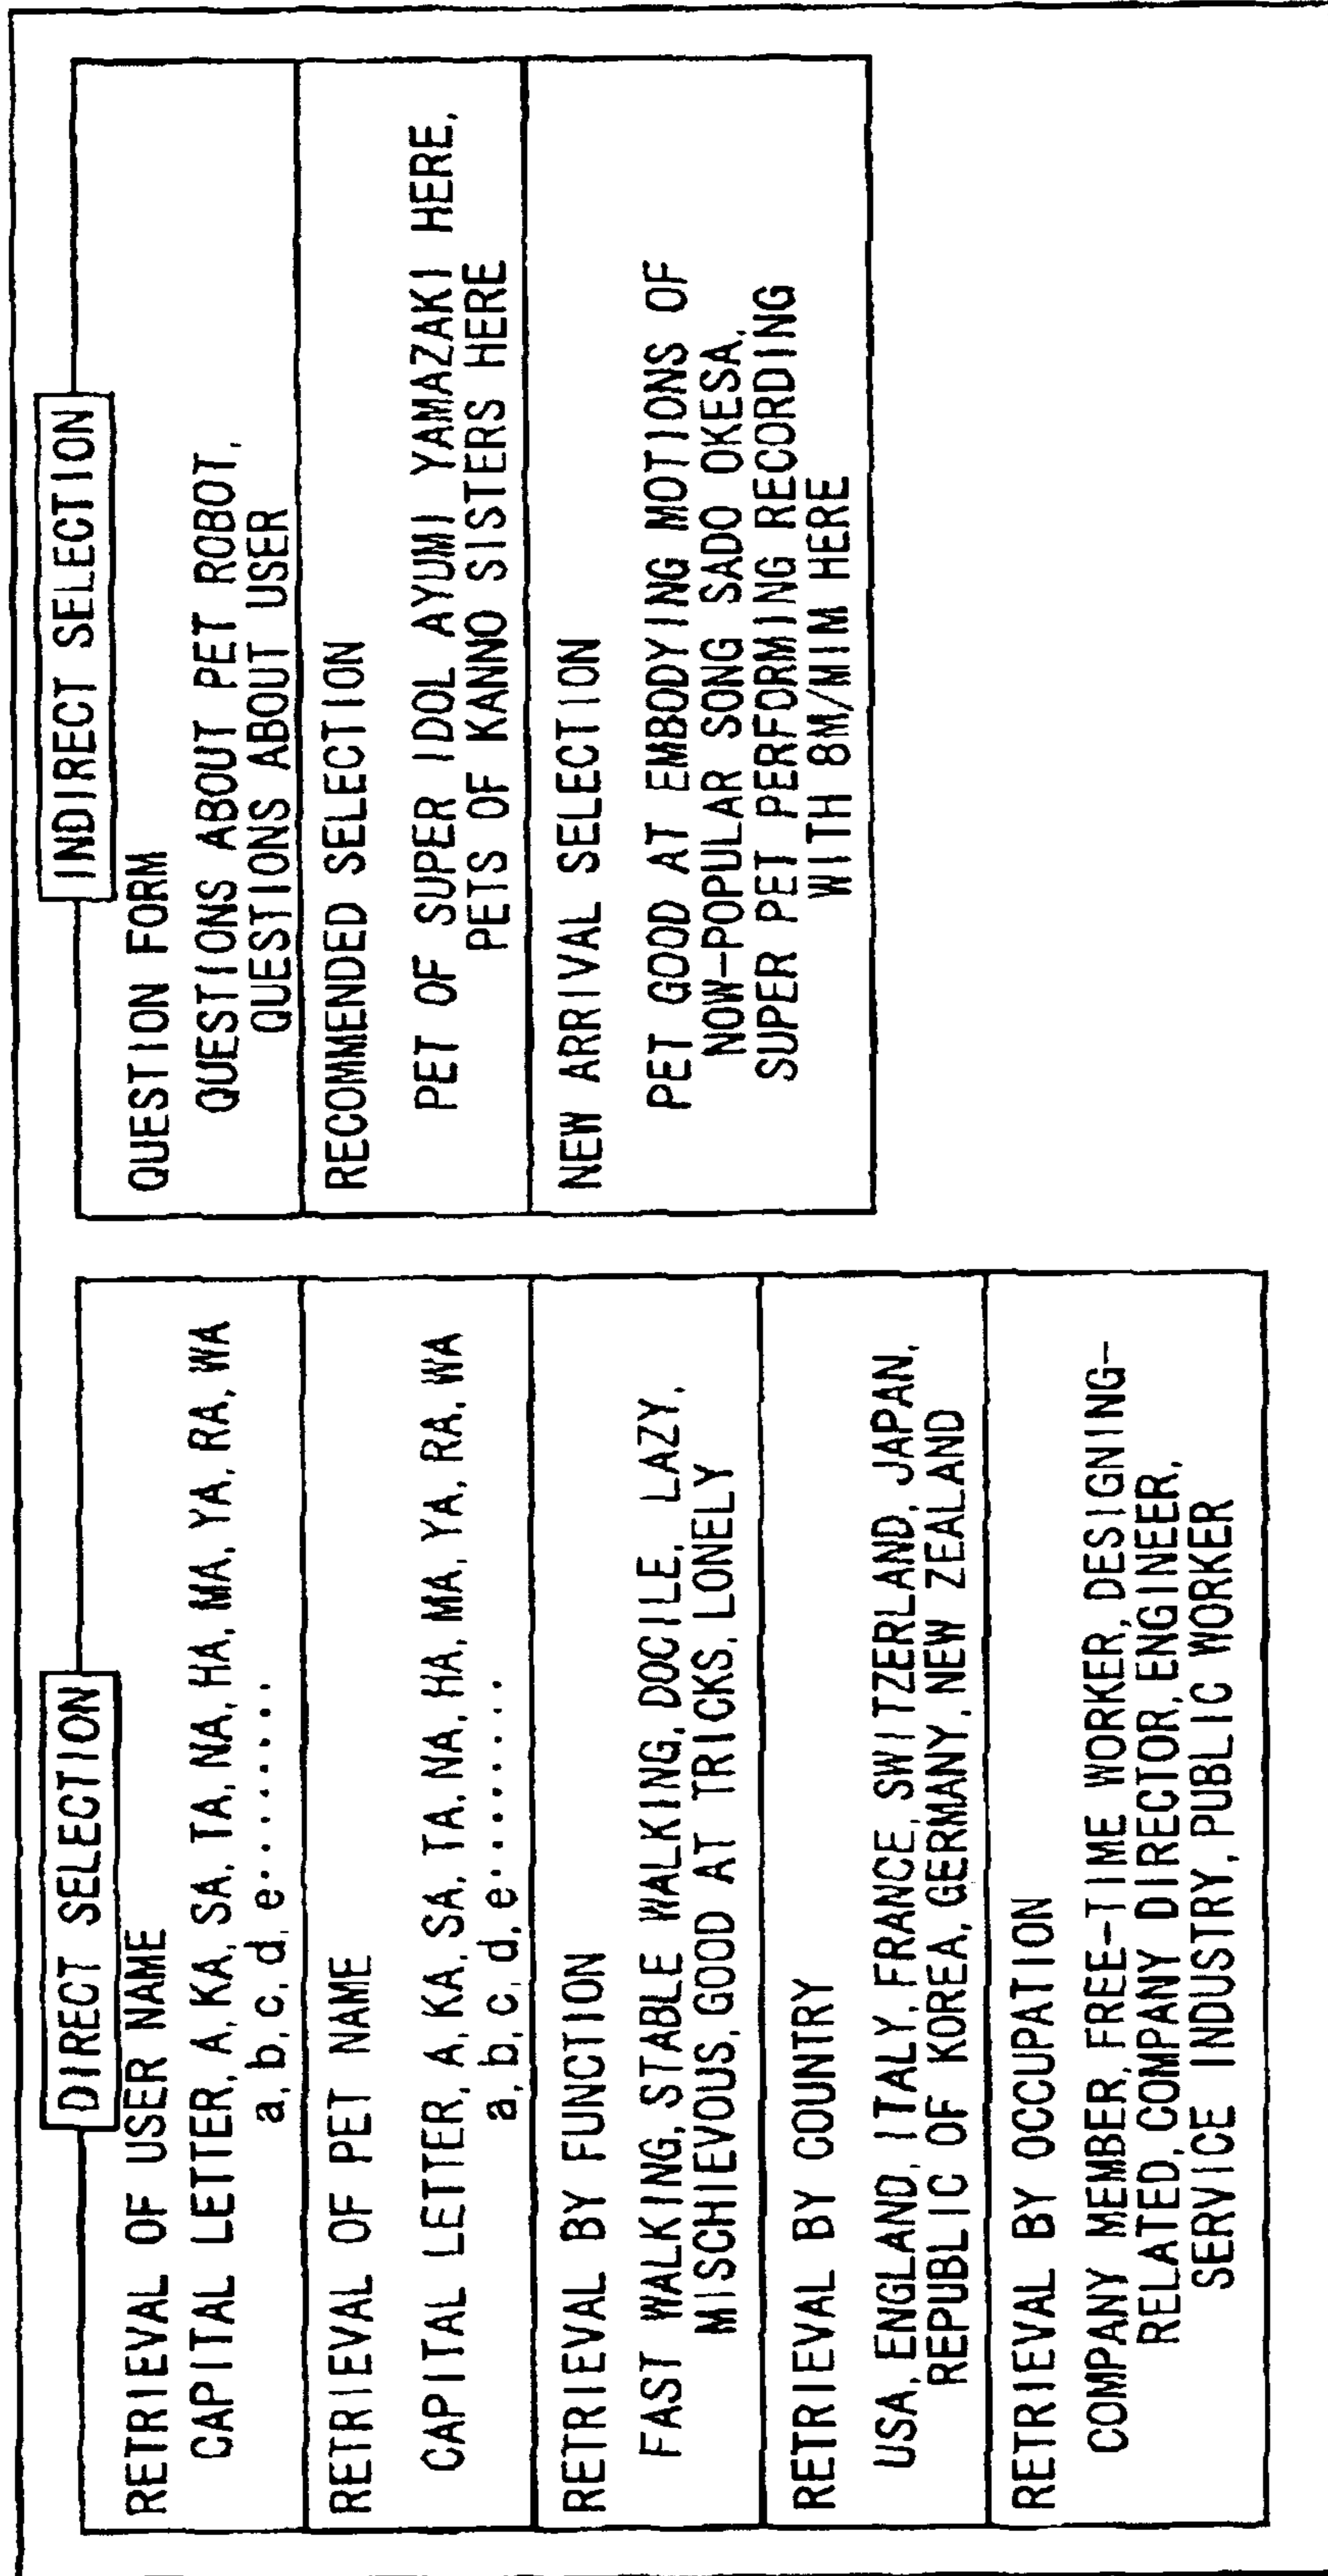 DIRECT SELECTION
RETRIEVAL OF USER NAME
CAPITAL LETTER, A, KA, SA, TA, NA, HA, MA, YA, RA, WA
a, b, c, d, e········
RETRIEVAL OF PET NAME
CAPITAL LETTER, A, KA, SA, TA, NA, HA, MA, YA, RA, WA
a, b, c, d, e········
RETRIEVAL BY FUNCTION
FAST WALKING, STABLE WALKING, DOCILE, LAZY,
MISCHIEVOUS, GOOD AT TRICKS, LONELY
RETRIEVAL BY COUNTRY
USA, ENGLAND, ITALY, FRANCE, SWITZERLAND, JAPAN,
REPUBLIC OF KOREA, GERMANY, NEW ZEALAND
RETRIEVAL BY OCCUPATION
COMPANY MEMBER, FREE-TIME WORKER, DESIGNING-
RELATED, COMPANY DIRECTOR, ENGINEER,
SERVICE INDUSTRY, PUBLIC WORKER
INDIRECT SELECTION
QUESTION FORM
QUESTIONS ABOUT PET ROBOT,
QUESTIONS ABOUT USER
RECOMMENDED SELECTION
PET OF SUPER IDOL AYUMI YAMAZAKI HERE,
PETS OF KANNO SISTERS HERE
NEW ARRIVAL SELECTION
PET GOOD AT EMBODYING MOTIONS OF
NOW-POPULAR SONG SADO OKESA,
SUPER PET PERFORMING RECORDING
WITH 8M/MIM HERE